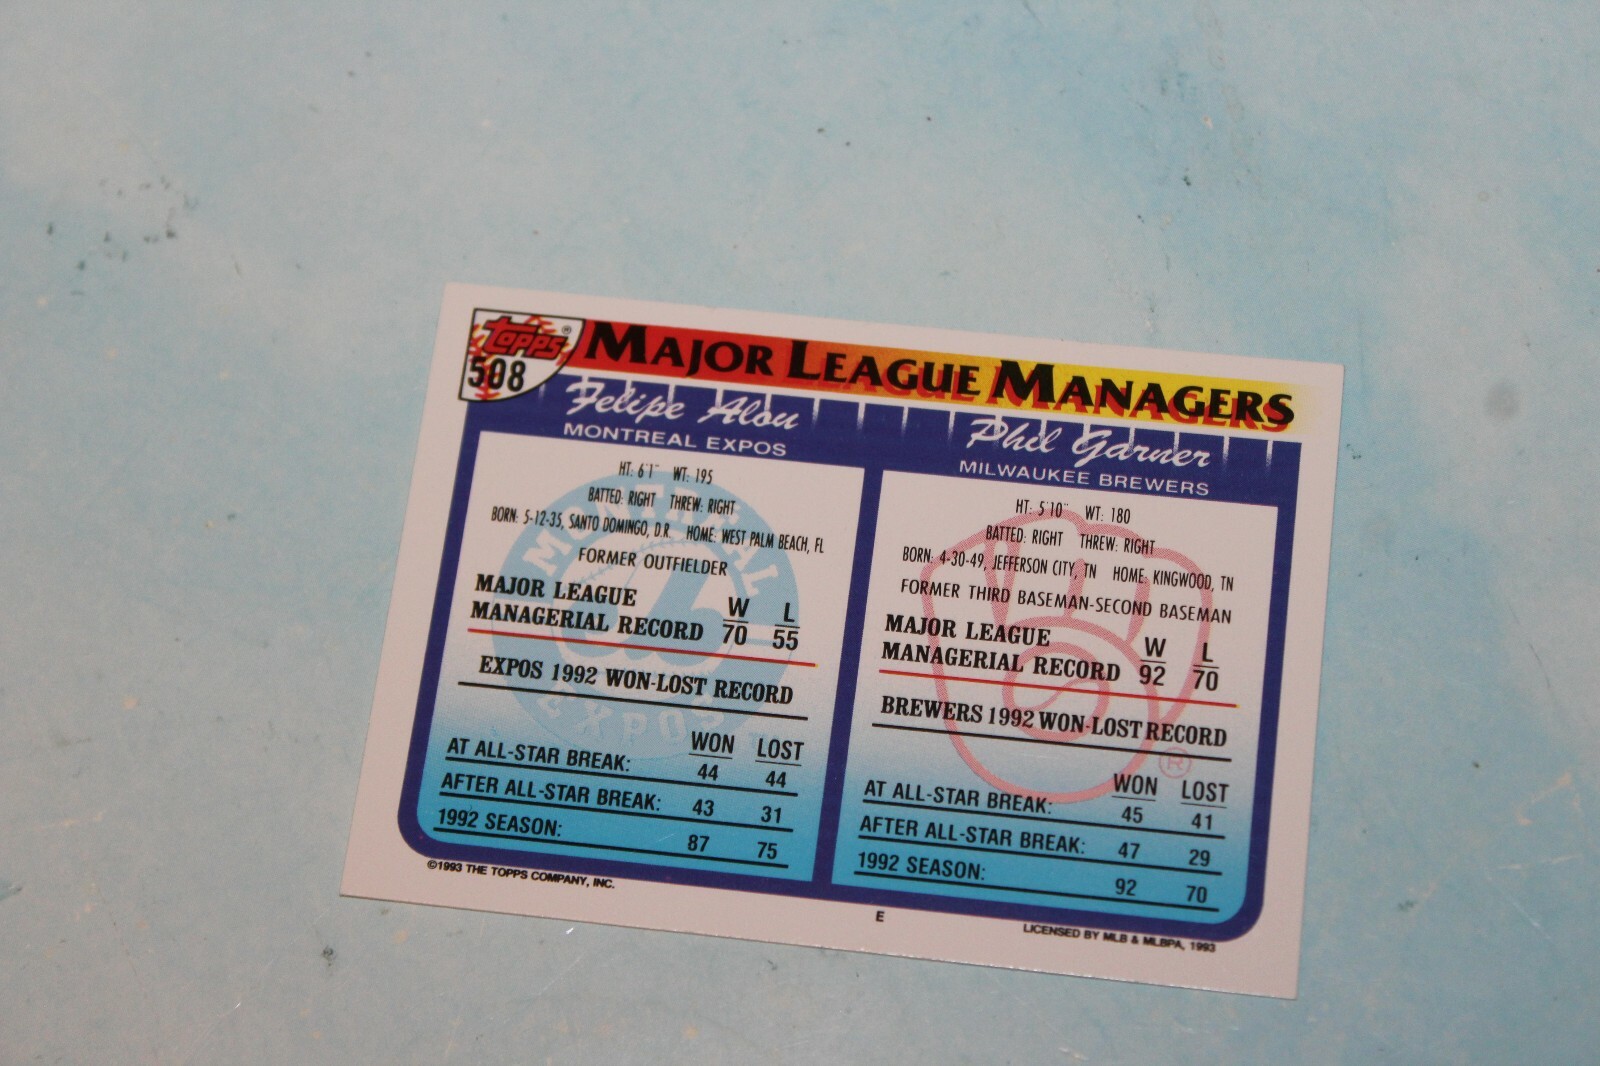 Topps®
508
MAJOR LEAGUE MANAGERS
Felipe Alou
MONTREAL EXPOS
HT: 6'1" WT: 195
BATTED: RIGHT THREW: RIGHT
BORN: 5-12-35, SANTO DOMINGO, D.R. HOME: WEST PALM BEACH, FL
FORMER OUTFIELDER
MAJOR LEAGUE
MANAGERIAL RECORD
W L
70 55
EXPOS 1992 WON-LOST RECORD
WON LOST
AT ALL-STAR BREAK: 44 44
AFTER ALL-STAR BREAK: 43 31
1992 SEASON: 87 75
MONTREAL
EXPOS
Phil Garner
MILWAUKEE BREWERS
HT: 5'10" WT: 180
BATTED: RIGHT THREW: RIGHT
BORN: 4-30-49, JEFFERSON CITY, TN HOME: KINGWOOD, TN
FORMER THIRD BASEMAN-SECOND BASEMAN
MAJOR LEAGUE
MANAGERIAL RECORD
W L
92 70
BREWERS 1992 WON-LOST RECORD
WON LOST
AT ALL-STAR BREAK: 45 41
AFTER ALL-STAR BREAK: 47 29
1992 SEASON: 92 70
®
©1993 THE TOPPS COMPANY, INC.
E
LICENSED BY MLB & MLBPA, 1993